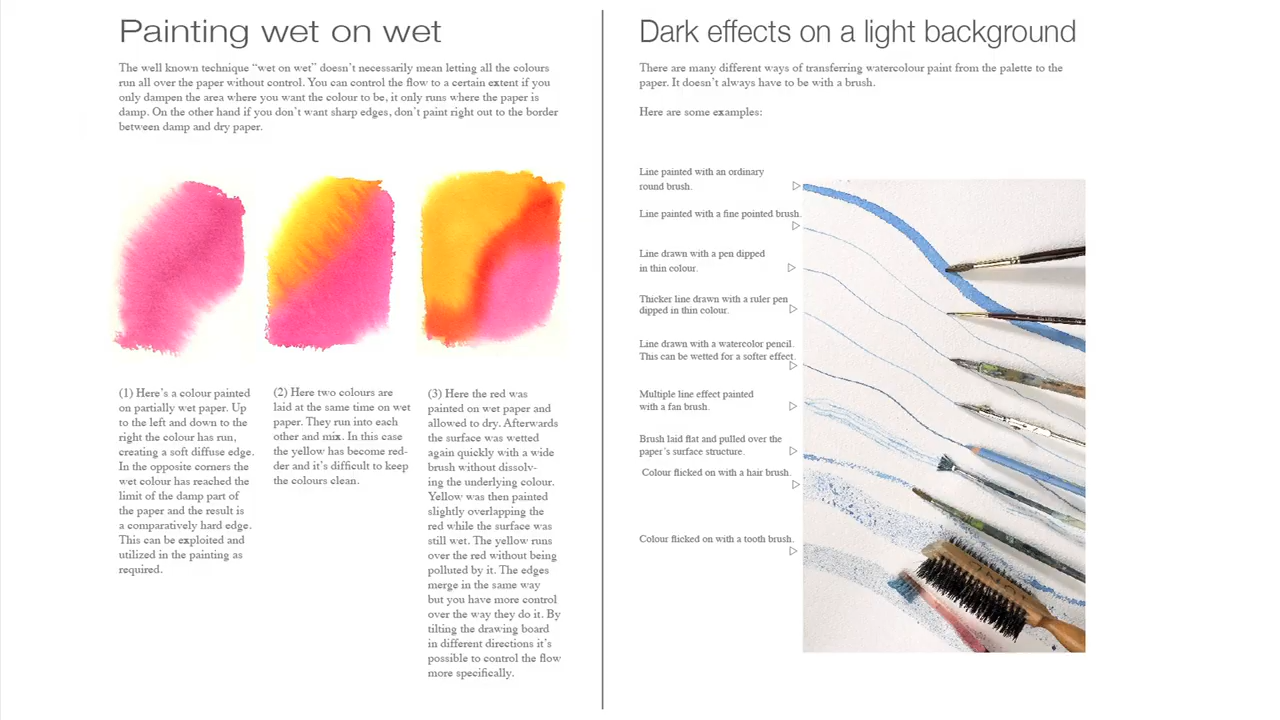 Painting wet on wet
The well known technique “wet on wet” doesn’t necessarily mean letting all the colours
run all over the paper without control. You can control the flow to a certain extent if you
only dampen the area where you want the colour to be, it only runs where the paper is
damp. On the other hand if you don’t want sharp edges, don’t paint right out to the border
between damp and dry paper.
(1) Here’s a colour painted
on partially wet paper. Up
to the left and down to the
right the colour has run,
creating a soft diffuse edge.
In the opposite corners the
wet colour has reached the
limit of the damp part of
the paper and the result is
a comparatively hard edge.
This can be exploited and
utilized in the painting as
required.
(2) Here two colours are
laid at the same time on wet
paper. They run into each
other and mix. In this case
the yellow has become red-
der and it’s difficult to keep
the colours clean.
(3) Here the red was
painted on wet paper and
allowed to dry. Afterwards
the surface was wetted
again quickly with a wide
brush without dissolv-
ing the underlying colour.
Yellow was then painted
slightly overlapping the
red while the surface was
still wet. The yellow runs
over the red without being
polluted by it. The edges
merge in the same way
but you have more control
over the way they do it. By
tilting the drawing board
in different directions it’s
possible to control the flow
more specifically.
Dark effects on a light background
There are many different ways of transferring watercolour paint from the palette to the
paper. It doesn’t always have to be with a brush.
Here are some examples:
Line painted with an ordinary
round brush.
Line painted with a fine pointed brush.
Line drawn with a pen dipped
in thin colour.
Thicker line drawn with a ruler pen
dipped in thin colour.
Line drawn with a watercolor pencil.
This can be wetted for a softer effect.
Multiple line effect painted
with a fan brush.
Brush laid flat and pulled over the
paper’s surface structure.
Colour flicked on with a hair brush.
Colour flicked on with a tooth brush.